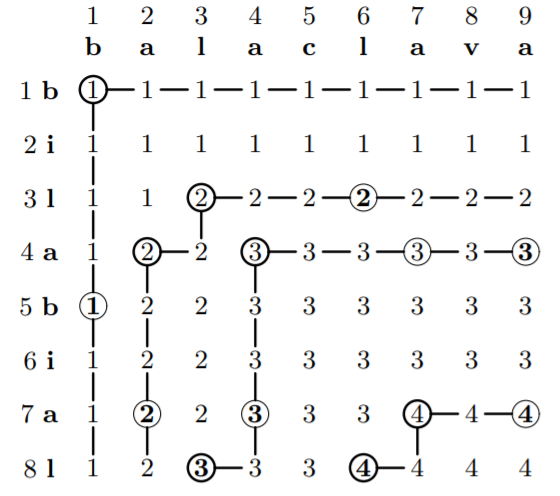 1 2 3 4 5 6 7 8 9
b a l a c l a v a
1 b 1 1 1 1 1 1 1 1 1
2 i 1 1 1 1 1 1 1 1 1
3 l 1 1 2 2 2 2 2 2 2
4 a 1 2 2 3 3 3 3 3 3
5 b 1 2 2 3 3 3 3 3 3
6 i 1 2 2 3 3 3 3 3 3
7 a 1 2 2 3 3 3 4 4 4
8 l 1 2 3 3 3 4 4 4 4